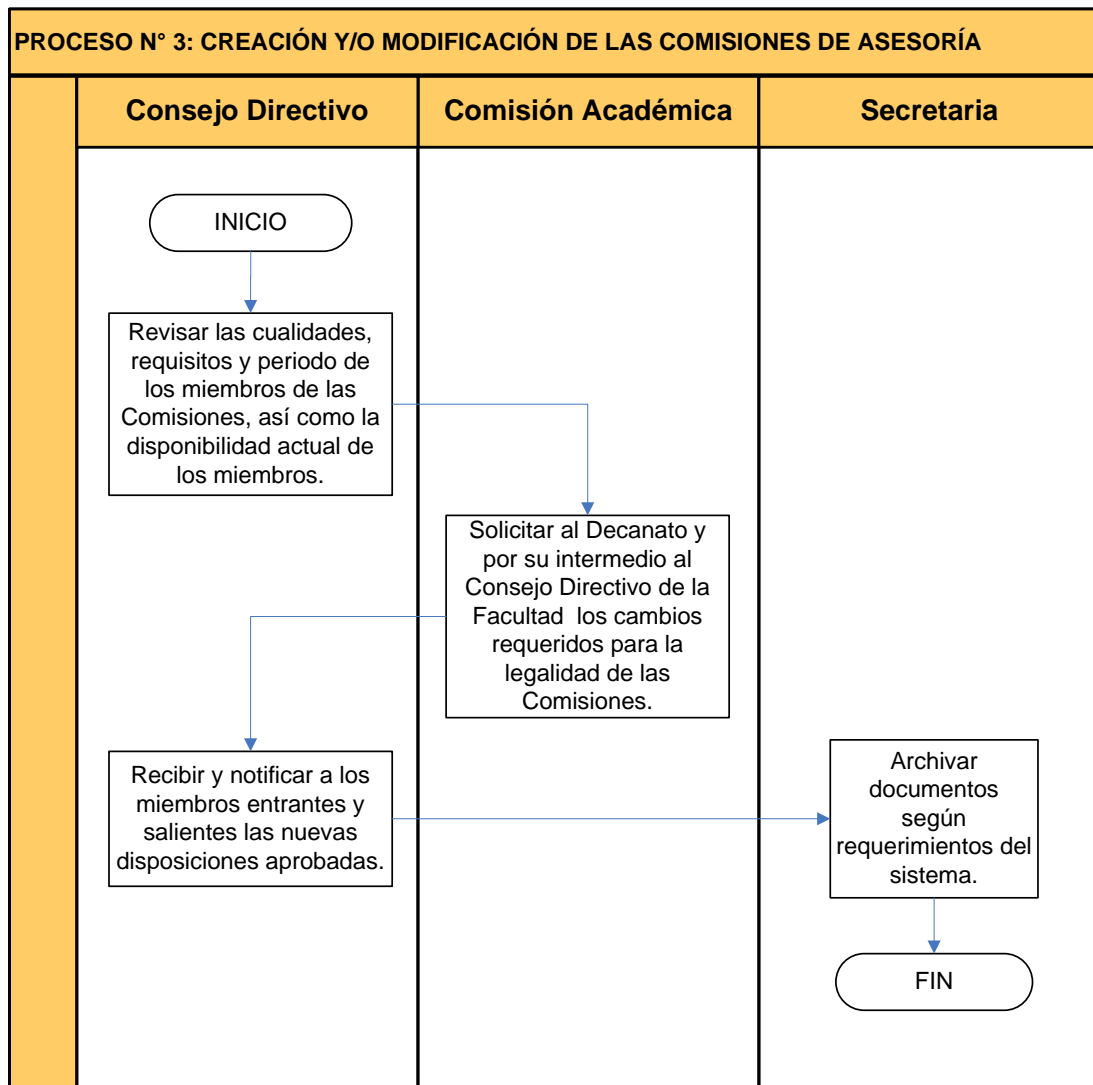 PROCESO N° 3: CREACIÓN Y/O MODIFICACIÓN DE LAS COMISIONES DE ASESORÍA
Consejo Directivo
Comisión Académica
Secretaria
INICIO
Revisar las cualidades,
requisitos y periodo de
los miembros de las
Comisiones, así como la
disponibilidad actual de
los miembros.
Solicitar al Decanato y
por su intermedio al
Consejo Directivo de la
Facultad los cambios
requeridos para la
legalidad de las
Comisiones.
Recibir y notificar a los
miembros entrantes y
salientes las nuevas
disposiciones aprobadas.
Archivar
documentos
según
requerimientos del
sistema.
FIN